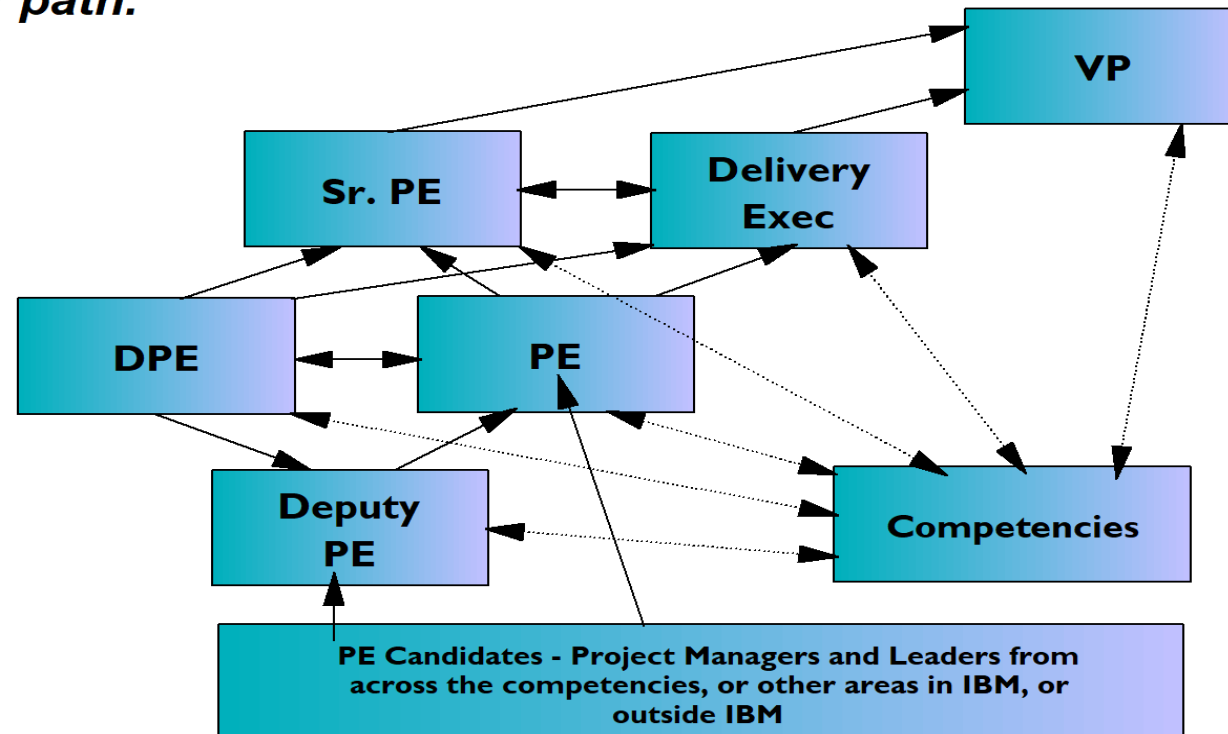 path.
VP
Sr. PE
Delivery
Exec
DPE
PE
Deputy
PE
Competencies
PE Candidates - Project Managers and Leaders from
across the competencies, or other areas in IBM, or
outside IBM